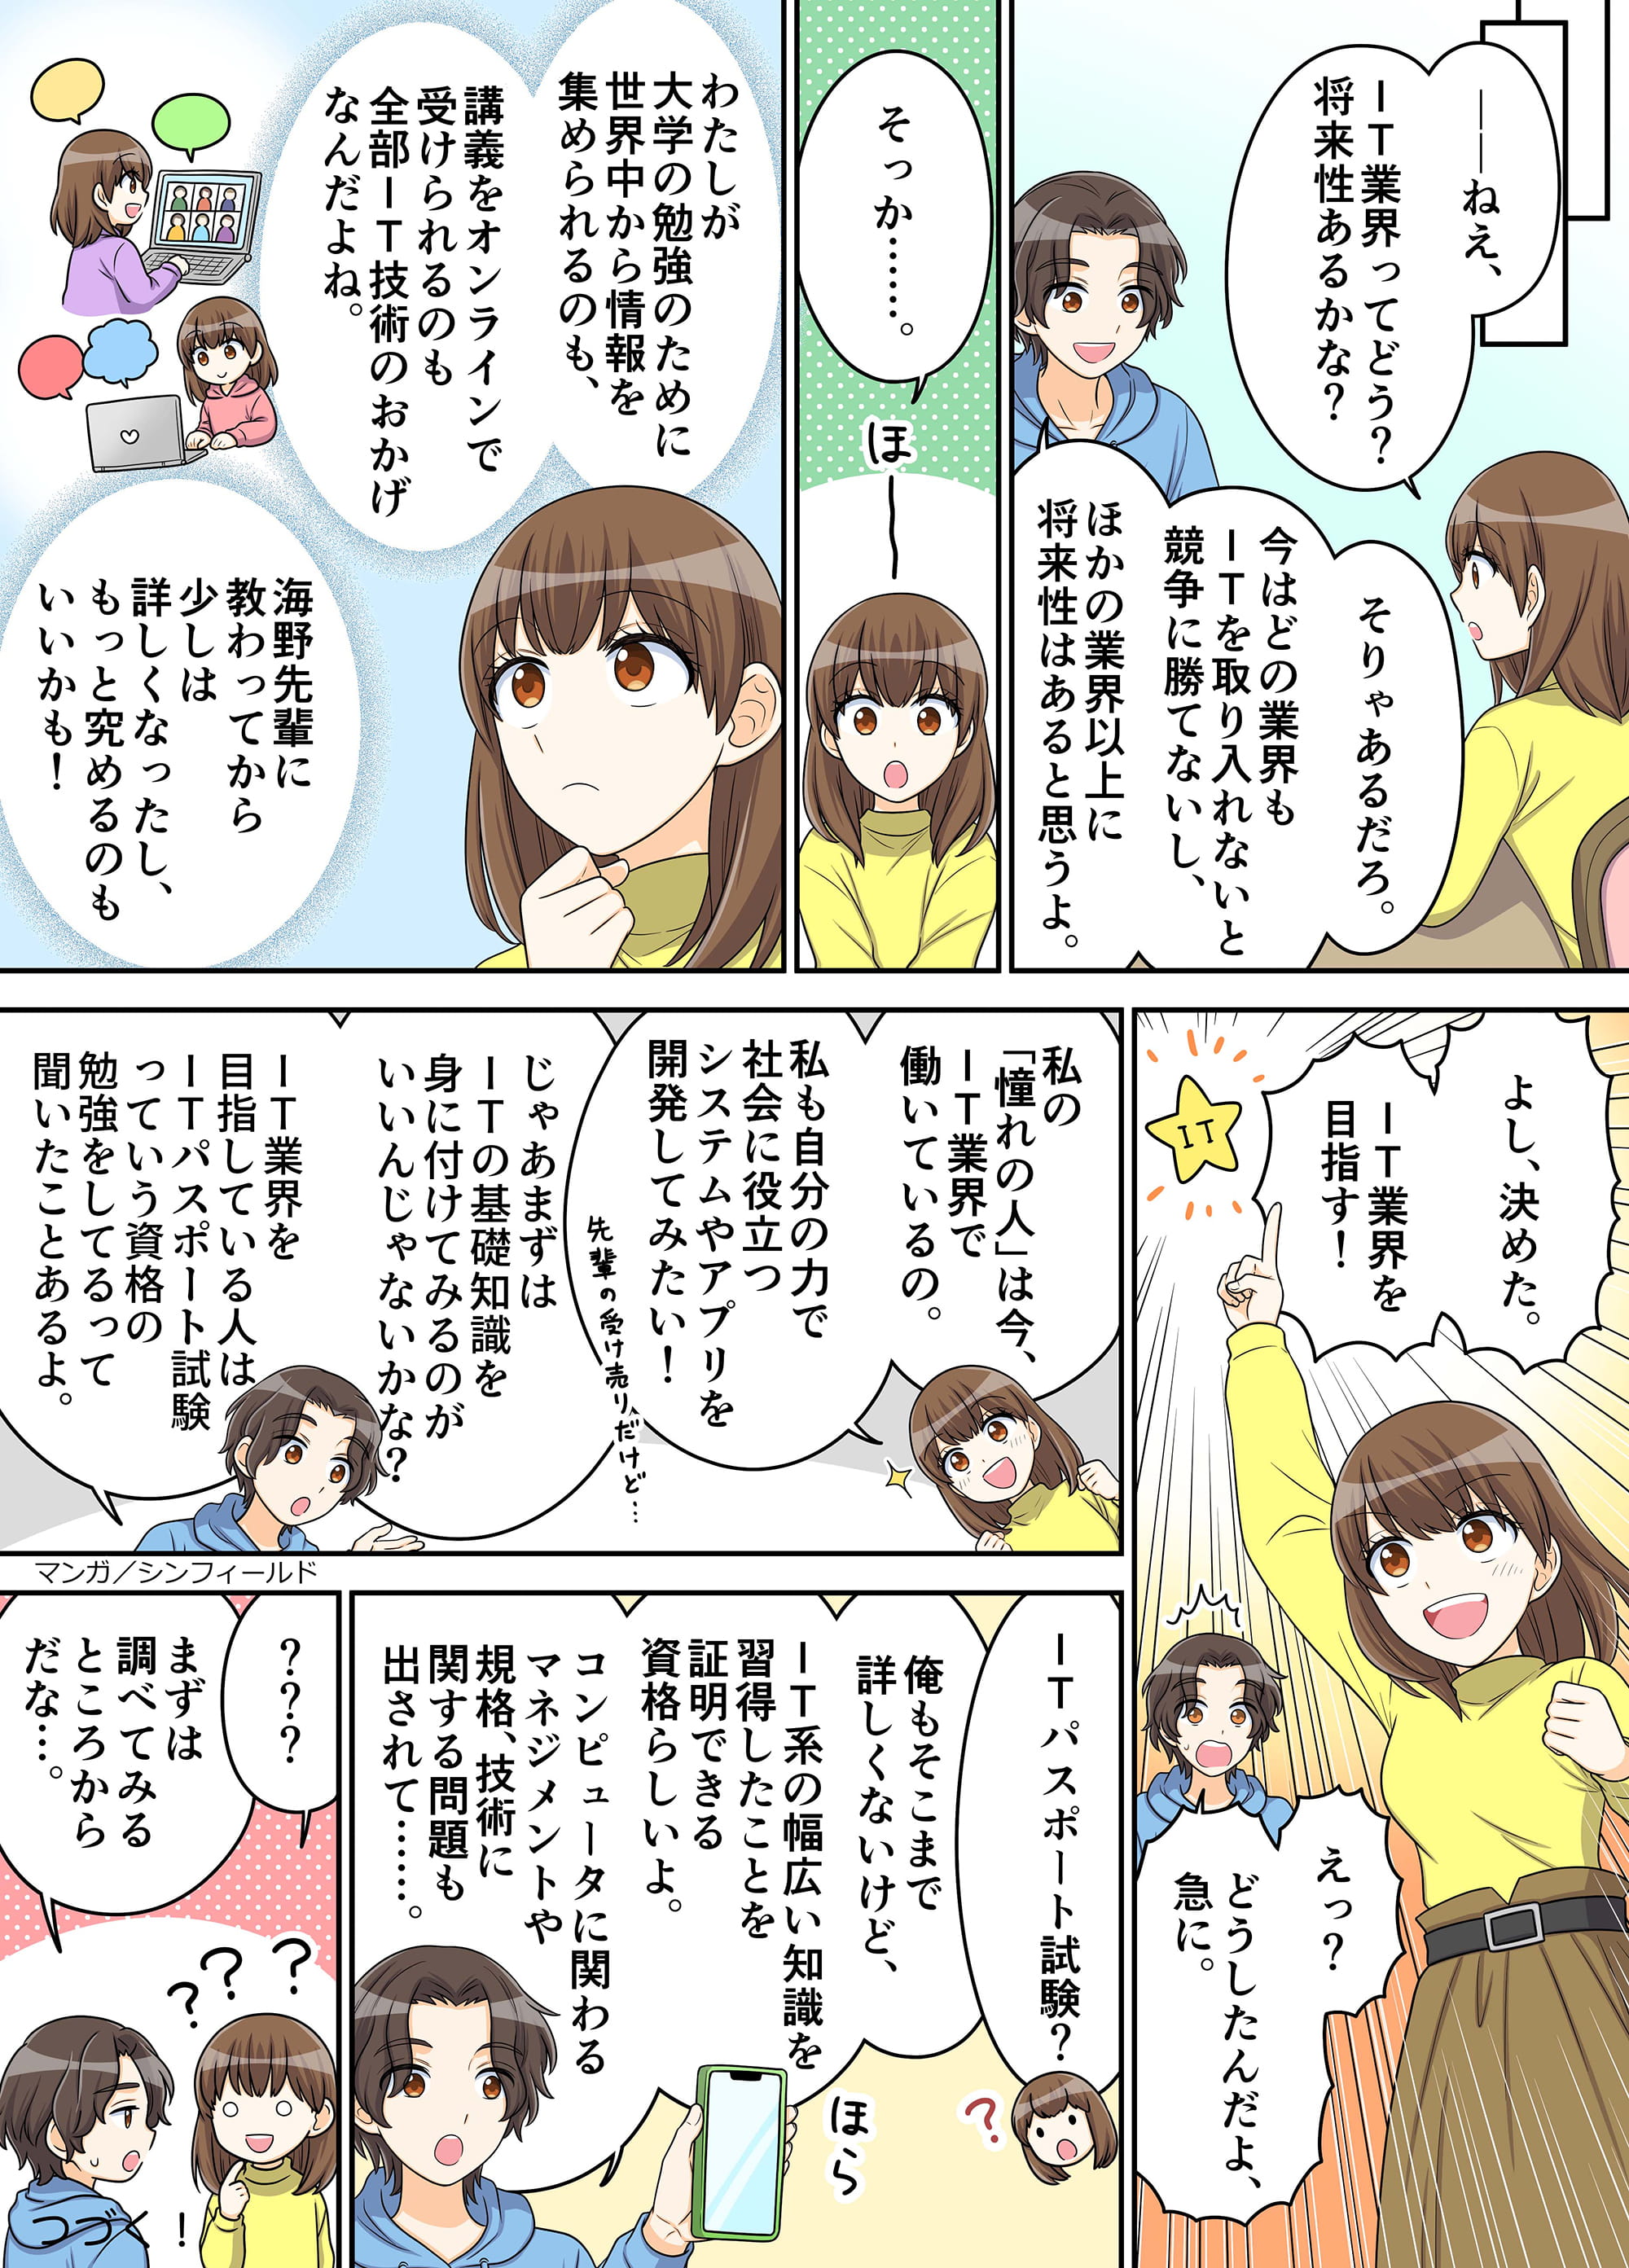 ――ねえ、
ＩＴ業界ってどう？
将来性あるかな？
そりゃあるだろ。
今はどの業界も
ＩＴを取り入れないと
競争に勝てないし、
ほかの業界以上に
将来性はあると思うよ。
そっか……。
ほー
わたしが
大学の勉強のために
世界中から情報を
集められるのも、
講義をオンラインで
受けられるのも
全部ＩＴ技術のおかげ
なんだよね。
海野先輩に
教わってから
少しは
詳しくなったし、
もっと究めるのも
いいかも！
よし、決めた。
ＩＴ業界を
目指す！
IT
えっ？
どうしたんだよ、
急に。
私の
「憧れの人」は今、
ＩＴ業界で
働いているの。
私も自分の力で
社会に役立つ
システムやアプリを
開発してみたい！
じゃあまずは
ＩＴの基礎知識を
身に付けてみるのが
いいんじゃないかな？
先輩の受け売りだけど…
ＩＴ業界を
目指している人は
ＩＴパスポート試験
っていう資格の
勉強をしてるって
聞いたことあるよ。
マンガ／シンフィールド
ＩＴパスポート試験？
?
俺もそこまで
詳しくないけど、
ＩＴ系の幅広い知識を
習得したことを
証明できる
資格らしいよ。
コンピュータに関わる
マネジメントや
規格、技術に
関する問題も
出されて……。
ほら
？？？
まずは
調べてみる
ところから
だな…。
? ? ?
つづく！